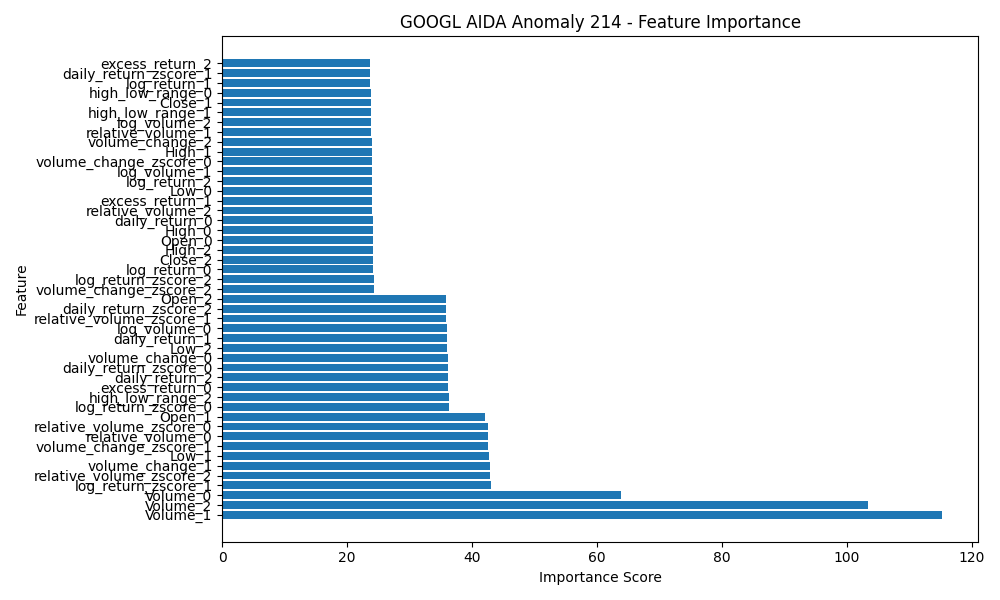 GOOGL AIDA Anomaly 214 - Feature Importance
excess_return_2
daily_return_zscore_1
log_return_1
high_low_range_0
Close_1
high_low_range_1
log_volume_2
relative_volume_1
volume_change_2
High_1
volume_change_zscore_0
log_volume_1
log_return_2
Low_0
excess_return_1
relative_volume_2
daily_return_0
High_0
Open_0
High_2
Close_2
log_return_0
log_return_zscore_2
volume_change_zscore_2
Open_2
daily_return_zscore_2
relative_volume_zscore_1
log_volume_0
daily_return_1
Low_2
volume_change_0
daily_return_zscore_0
daily_return_2
excess_return_0
high_low_range_2
log_return_zscore_0
Open_1
relative_volume_zscore_0
relative_volume_0
volume_change_zscore_1
Low_1
volume_change_1
relative_volume_zscore_2
log_return_zscore_1
Volume_0
Volume_2
Volume_1
Feature
0 20 40 60 80 100 120
Importance Score